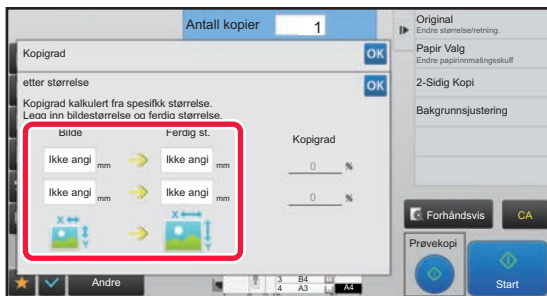 Antall kopier 1
Original
Endre størrelse/retning.
Papir Valg
Endre papirinnmatingsskuff
2-Sidig Kopi
Bakgrunnsjustering
Kopigrad OK
etter størrelse OK
Kopigrad kalkulert fra spesifkk størrelse.
Legg inn bildestørrelse og ferdig størrelse.
Bilde Ferdig st. Kopigrad
Ikke angi mm Ikke angi mm 0 %
Ikke angi mm Ikke angi mm 0 %
X Y X Y
Forhåndsvis CA
Prøvekopi
Start
Andre
3 B4
4 A3 A4